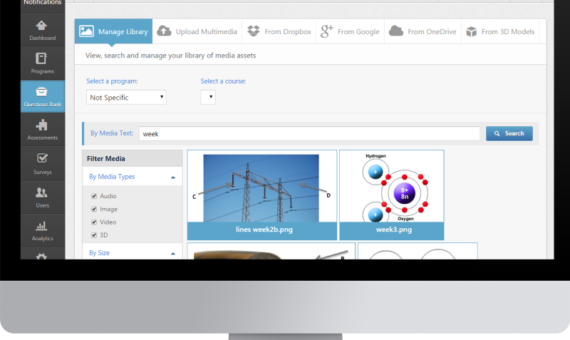 Notifications
Dashboard
Programs
Questions Bank
Assessments
Surveys
Users
Analytics
Manage Library
Upload Multimedia
From Dropbox
From Google
From OneDrive
From 3D Models
View, search and manage your library of media assets
Select a program:
Select a course:
Not Specific
By Media Text:
week
Search
Filter Media
By Media Types
Audio
Image
Video
3D
By Size
C
D
lines week2b.png
Hydrogen
8+
8n
Oxygen
week3.png